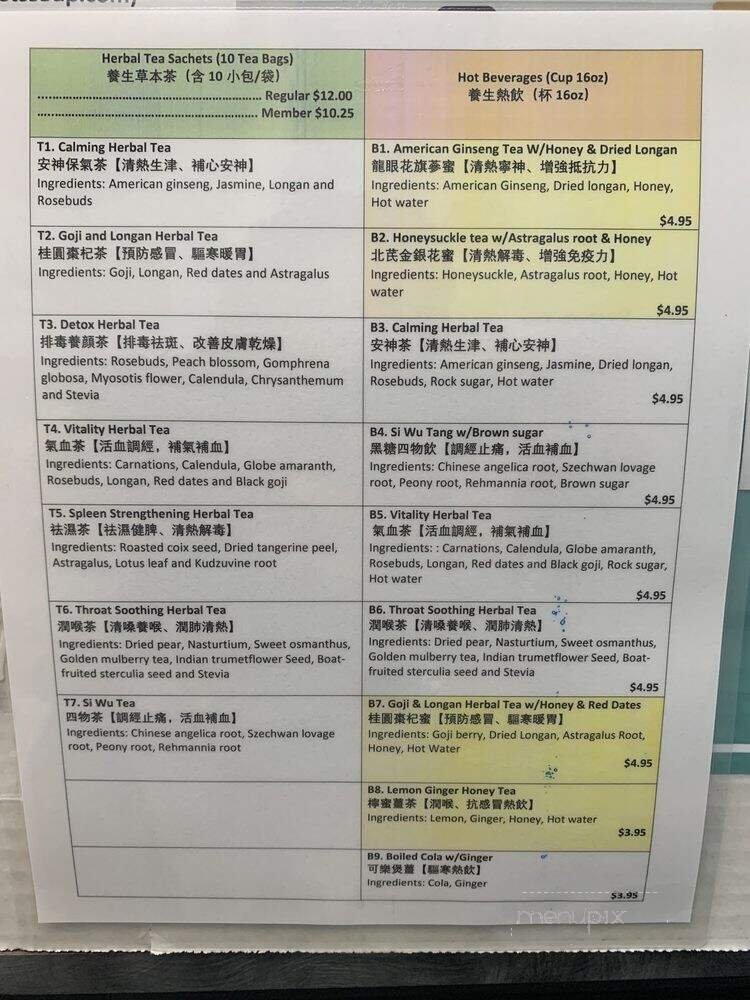 Herbal Tea Sachets (10 Tea Bags)
養生草本茶（含 10 小包/袋）
Regular $12.00
Member $10.25
T1. Calming Herbal Tea
安神保氣茶【清熱生津、補心安神】
Ingredients: American ginseng, Jasmine, Longan and
Rosebuds
T2. Goji and Longan Herbal Tea
桂圓棗杞茶【預防感冒、驅寒暖胃】
Ingredients: Goji, Longan, Red dates and Astragalus
T3. Detox Herbal Tea
排毒養顏茶【排毒祛斑、改善皮膚乾燥】
Ingredients: Rosebuds, Peach blossom, Gomphrena
globosa, Myosotis flower, Calendula, Chrysanthemum
and Stevia
T4. Vitality Herbal Tea
氣血茶【活血調經，補氣補血】
Ingredients: Carnations, Calendula, Globe amaranth,
Rosebuds, Longan, Red dates and Black goji
T5. Spleen Strengthening Herbal Tea
祛濕茶【祛濕健脾、清熱解毒】
Ingredients: Roasted coix seed, Dried tangerine peel,
Astragalus, Lotus leaf and Kudzuvine root
T6. Throat Soothing Herbal Tea
潤喉茶【清嗓養喉、潤肺清熱】
Ingredients: Dried pear, Nasturtium, Sweet osmanthus,
Golden mulberry tea, Indian trumetflower Seed, Boat-
fruited sterculia seed and Stevia
T7. Si Wu Tea
四物茶【調經止痛，活血補血】
Ingredients: Chinese angelica root, Szechwan lovage
root, Peony root, Rehmannia root
Hot Beverages (Cup 16oz)
養生熱飲（杯 16oz）
B1. American Ginseng Tea W/Honey & Dried Longan
龍眼花旗蔘蜜【清熱寧神、增強抵抗力】
Ingredients: American Ginseng, Dried longan, Honey,
Hot water
$4.95
B2. Honeysuckle tea w/Astragalus root & Honey
北芪金銀花蜜【清熱解毒、增強免疫力】
Ingredients: Honeysuckle, Astragalus root, Honey, Hot
water
$4.95
B3. Calming Herbal Tea
安神茶【清熱生津、補心安神】
Ingredients: American ginseng, Jasmine, Dried longan,
Rosebuds, Rock sugar, Hot water
$4.95
B4. Si Wu Tang w/Brown sugar
黑糖四物飲【調經止痛，活血補血】
Ingredients: Chinese angelica root, Szechwan lovage
root, Peony root, Rehmannia root, Brown sugar
$4.95
B5. Vitality Herbal Tea
氣血茶【活血調經，補氣補血】
Ingredients: : Carnations, Calendula, Globe amaranth,
Rosebuds, Longan, Red dates and Black goji, Rock sugar,
Hot water
$4.95
B6. Throat Soothing Herbal Tea
潤喉茶【清嗓養喉、潤肺清熱】
Ingredients: Dried pear, Nasturtium, Sweet osmanthus,
Golden mulberry tea, Indian trumetflower Seed, Boat-
fruited sterculia seed and Stevia
$4.95
B7. Goji & Longan Herbal Tea w/Honey & Red Dates
桂圓棗杞蜜【預防感冒、驅寒暖胃】
Ingredients: Goji berry, Dried Longan, Astragalus Root,
Honey, Hot Water
$4.95
B8. Lemon Ginger Honey Tea
檸蜜薑茶【潤喉、抗感冒熱飲】
Ingredients: Lemon, Ginger, Honey, Hot water
$3.95
B9. Boiled Cola w/Ginger
可樂煲薑【驅寒熱飲】
Ingredients: Cola, Ginger
$3.95
menupix